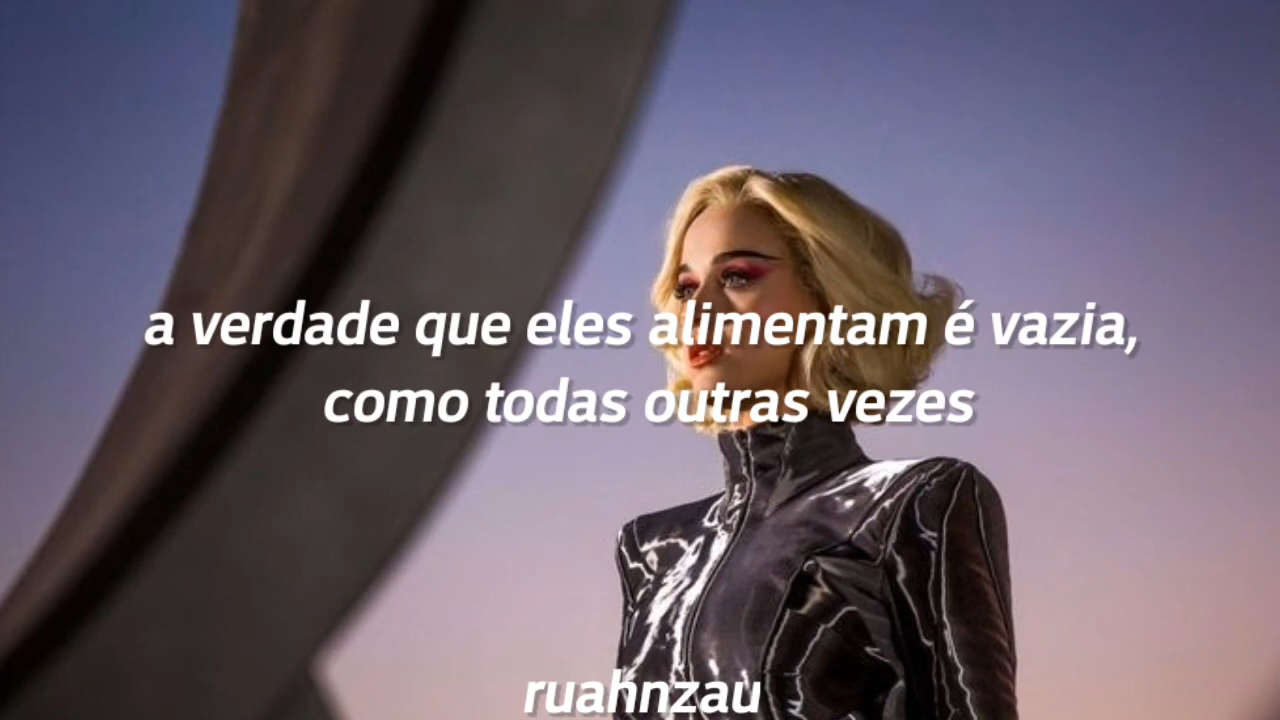 a verdade que eles alimentam é vazia,
como todas outras vezes
ruahnzau